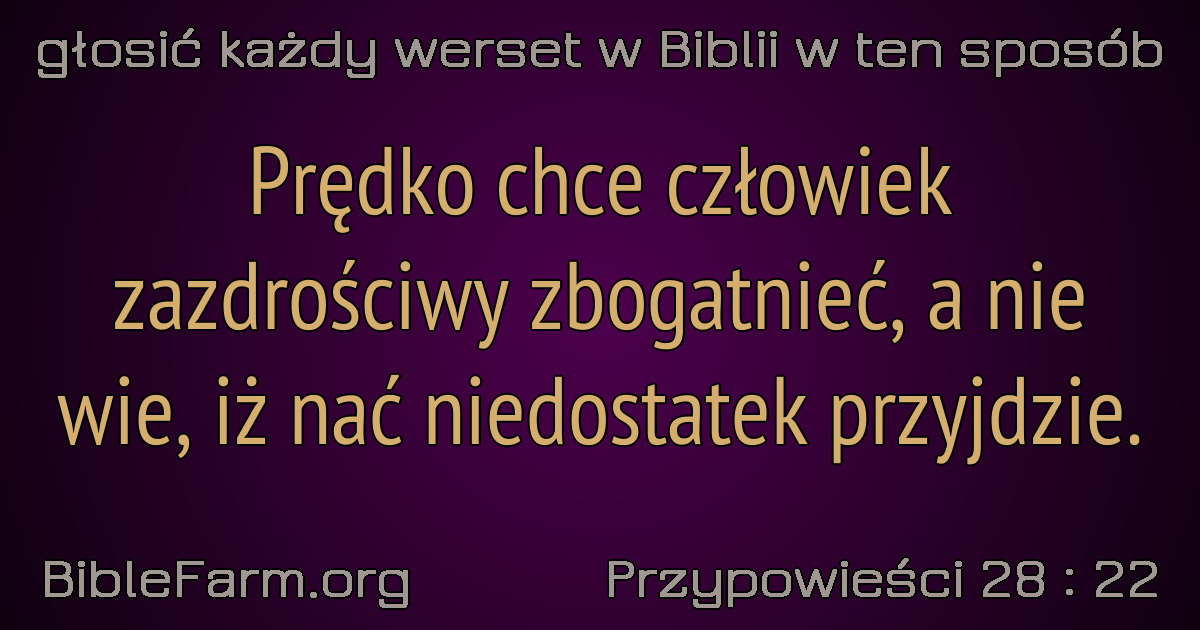 głosić każdy werset w Biblii w ten sposób
Prędko chce człowiek
zazdrościwy zbogatnieć, a nie
wie, iż nać niedostatek przyjdzie.
BibleFarm.org
Przypowieści 28 : 22